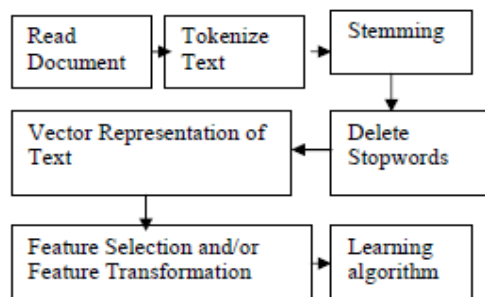 Read
Document
Tokenize
Text
Stemming
Delete
Stopwords
Vector Representation of
Text
Feature Selection and/or
Feature Transformation
Learning
algorithm